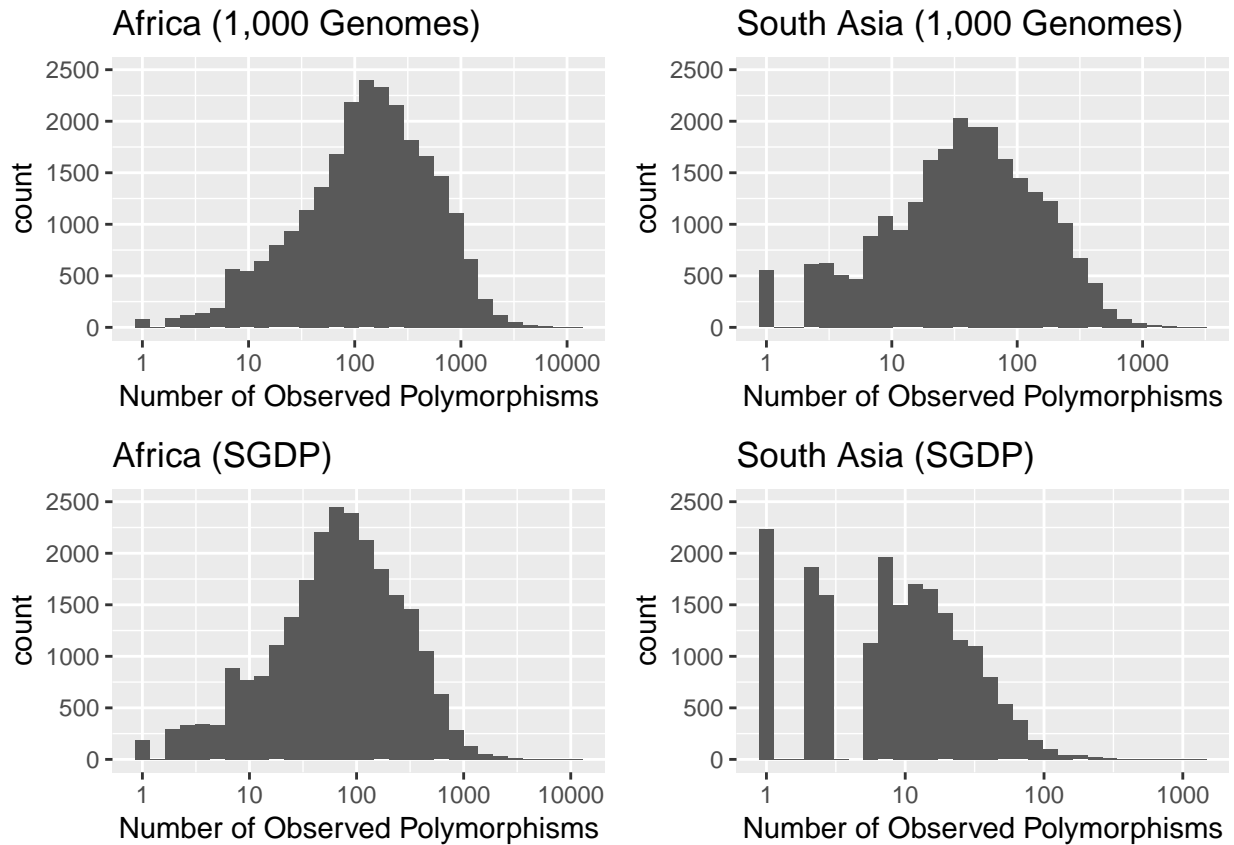 Africa (1,000 Genomes)
2500
2000
1500
1000
500
0
count
1 10 100 1000 10000
Number of Observed Polymorphisms
South Asia (1,000 Genomes)
2500
2000
1500
1000
500
0
count
1 10 100 1000
Number of Observed Polymorphisms
Africa (SGDP)
2500
2000
1500
1000
500
0
count
1 10 100 1000 10000
Number of Observed Polymorphisms
South Asia (SGDP)
2500
2000
1500
1000
500
0
count
1 10 100 1000
Number of Observed Polymorphisms